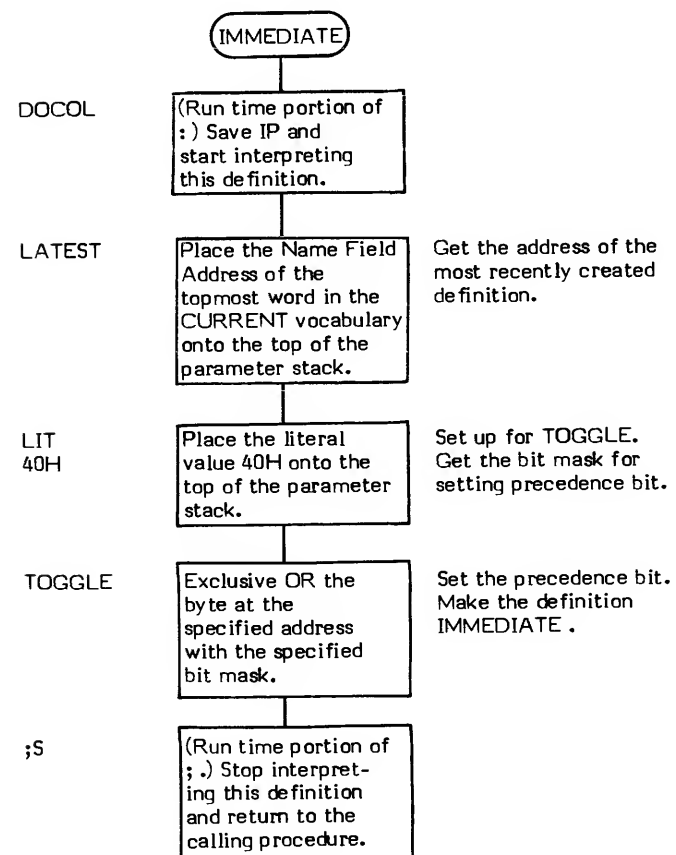 IMMEDIATE
DOCOL
(Run time portion of
: ) Save IP and
start interpreting
this definition.
LATEST
Place the Name Field
Address of the
topmost word in the
CURRENT vocabulary
onto the top of the
parameter stack.
Get the address of the
most recently created
definition.
LIT
40H
Place the literal
value 40H onto the
top of the parameter
stack.
Set up for TOGGLE.
Get the bit mask for
setting precedence bit.
TOGGLE
Exclusive OR the
byte at the
specified address
with the specified
bit mask.
Set the precedence bit.
Make the definition
IMMEDIATE .
;S
(Run time portion of
; .) Stop interpret-
ing this definition
and return to the
calling procedure.